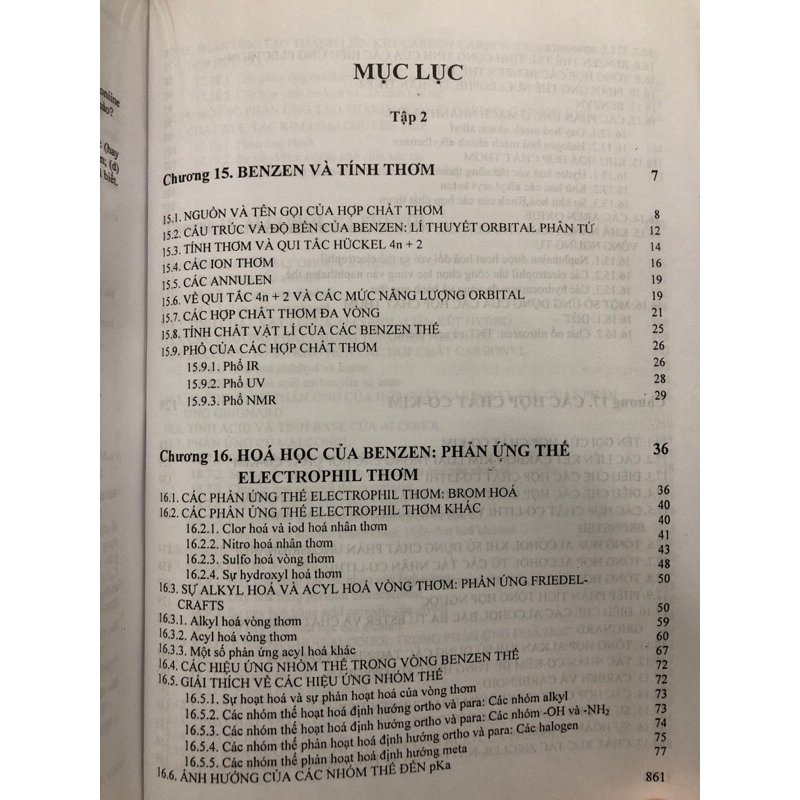 MỤC LỤC
Tập 2
Chương 15. BENZEN VÀ TÍNH THƠM 7
15.1. NGUỒN VÀ TÊN GỌI CỦA HỢP CHẤT THƠM 8
15.2. CẤU TRÚC VÀ ĐỘ BỀN CỦA BENZEN: LÍ THUYẾT ORBITAL PHÂN TỬ 12
15.3. TÍNH THƠM VÀ QUI TẮC HÜCKEL 4n + 2 14
15.4. CÁC ION THƠM 16
15.5. CÁC ANNULEN 19
15.6. VỀ QUI TẮC 4n + 2 VÀ CÁC MỨC NĂNG LƯỢNG ORBITAL 19
15.7. CÁC HỢP CHẤT THƠM ĐA VÒNG 21
15.8. TÍNH CHẤT VẬT LÍ CỦA CÁC BENZEN THẾ 25
15.9. PHỔ CỦA CÁC HỢP CHẤT THƠM 26
15.9.1. Phổ IR 26
15.9.2. Phổ UV 28
15.9.3. Phổ NMR 29
Chương 16. HOÁ HỌC CỦA BENZEN: PHẢN ỨNG THẾ 36
ELECTROPHIL THƠM
16.1. CÁC PHẢN ỨNG THẾ ELECTROPHIL THƠM: BROM HOÁ 36
16.2. CÁC PHẢN ỨNG THẾ ELECTROPHIL THƠM KHÁC 40
16.2.1. Clor hoá và iod hoá nhân thơm 40
16.2.2. Nitro hoá nhân thơm 41
16.2.3. Sulfo hoá vòng thơm 43
16.2.4. Sự hydroxyl hoá thơm 48
16.3. SỰ ALKYL HOÁ VÀ ACYL HOÁ VÒNG THƠM: PHẢN ỨNG FRIEDEL- 50
CRAFTS
16.3.1. Alkyl hoá vòng thơm 50
16.3.2. Acyl hoá vòng thơm 59
16.3.3. Một số phản ứng acyl hoá khác 60
16.4. CÁC HIỆU ỨNG NHÓM THẾ TRONG VÒNG BENZEN THẾ 67
16.5. GIẢI THÍCH VỀ CÁC HIỆU ỨNG NHÓM THẾ 72
16.5.1. Sự hoạt hoá và sự phản hoạt hoá của vòng thơm 72
16.5.2. Các nhóm thế hoạt hoá định hướng ortho và para: Các nhóm alkyl 73
16.5.3. Các nhóm thế hoạt hoá định hướng ortho và para: Các nhóm -OH và -NH₂ 73
16.5.4. Các nhóm thế phản hoạt hoá định hướng ortho và para: Các halogen 74
16.5.5. Các nhóm thế phản hoạt hoá định hướng meta 75
16.6. ẢNH HƯỞNG CỦA CÁC NHÓM THẾ ĐẾN pKa 77
861